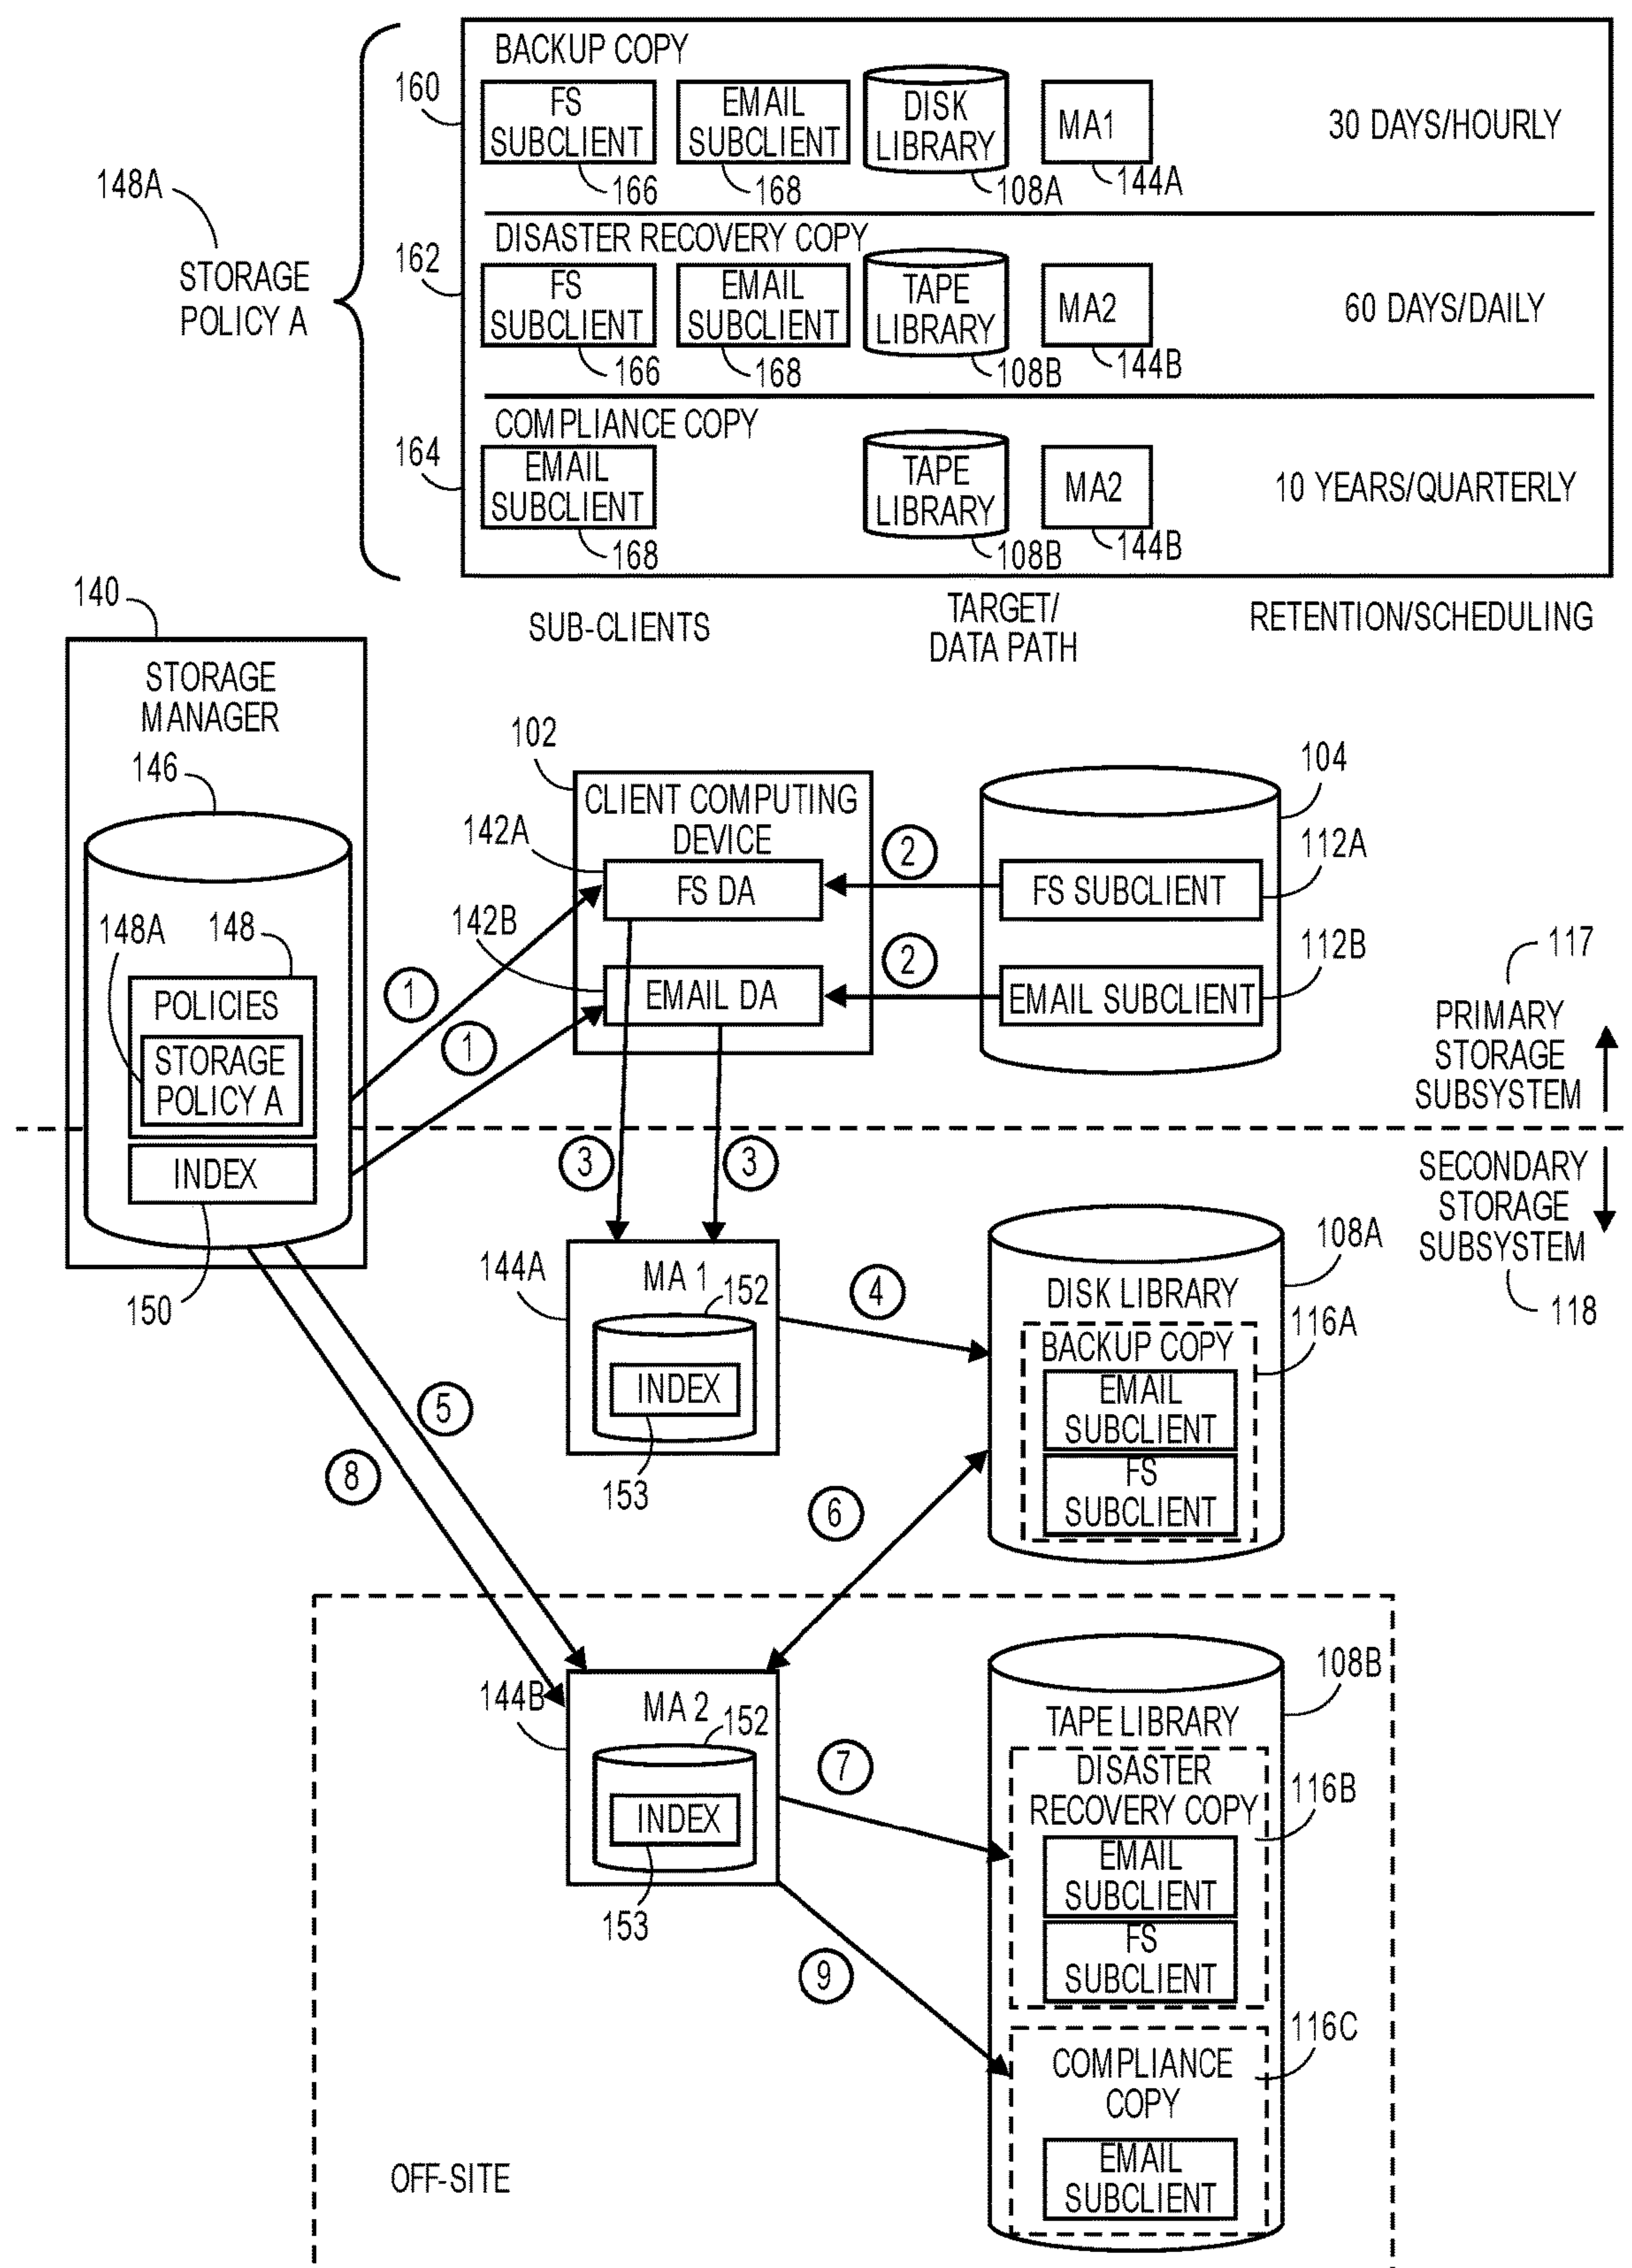 BACKUP COPY
160
FS
SUBCLIENT
166
EMAIL
SUBCLIENT
168
DISK
LIBRARY
108A
MA1
144A
30 DAYS/HOURLY
148A
STORAGE
POLICY A
DISASTER RECOVERY COPY
162
FS
SUBCLIENT
166
EMAIL
SUBCLIENT
168
TAPE
LIBRARY
108B
MA2
144B
60 DAYS/DAILY
COMPLIANCE COPY
164
EMAIL
SUBCLIENT
168
TAPE
LIBRARY
108B
MA2
144B
10 YEARS/QUARTERLY
SUB-CLIENTS
TARGET/
DATA PATH
RETENTION/SCHEDULING
140
STORAGE
MANAGER
146
148A
148
POLICIES
STORAGE
POLICY A
INDEX
150
102
CLIENT COMPUTING
DEVICE
142A
FS DA
142B
EMAIL DA
104
112A
FS SUBCLIENT
112B
EMAIL SUBCLIENT
1
1
2
2
117
PRIMARY
STORAGE
SUBSYSTEM
SECONDARY
STORAGE
SUBSYSTEM
118
3
3
144A
MA 1
152
INDEX
153
4
108A
DISK LIBRARY
116A
BACKUP COPY
EMAIL
SUBCLIENT
FS
SUBCLIENT
5
8
6
144B
MA 2
152
INDEX
153
7
9
108B
TAPE LIBRARY
DISASTER
RECOVERY COPY
116B
EMAIL
SUBCLIENT
FS
SUBCLIENT
116C
COMPLIANCE
COPY
EMAIL
SUBCLIENT
OFF-SITE